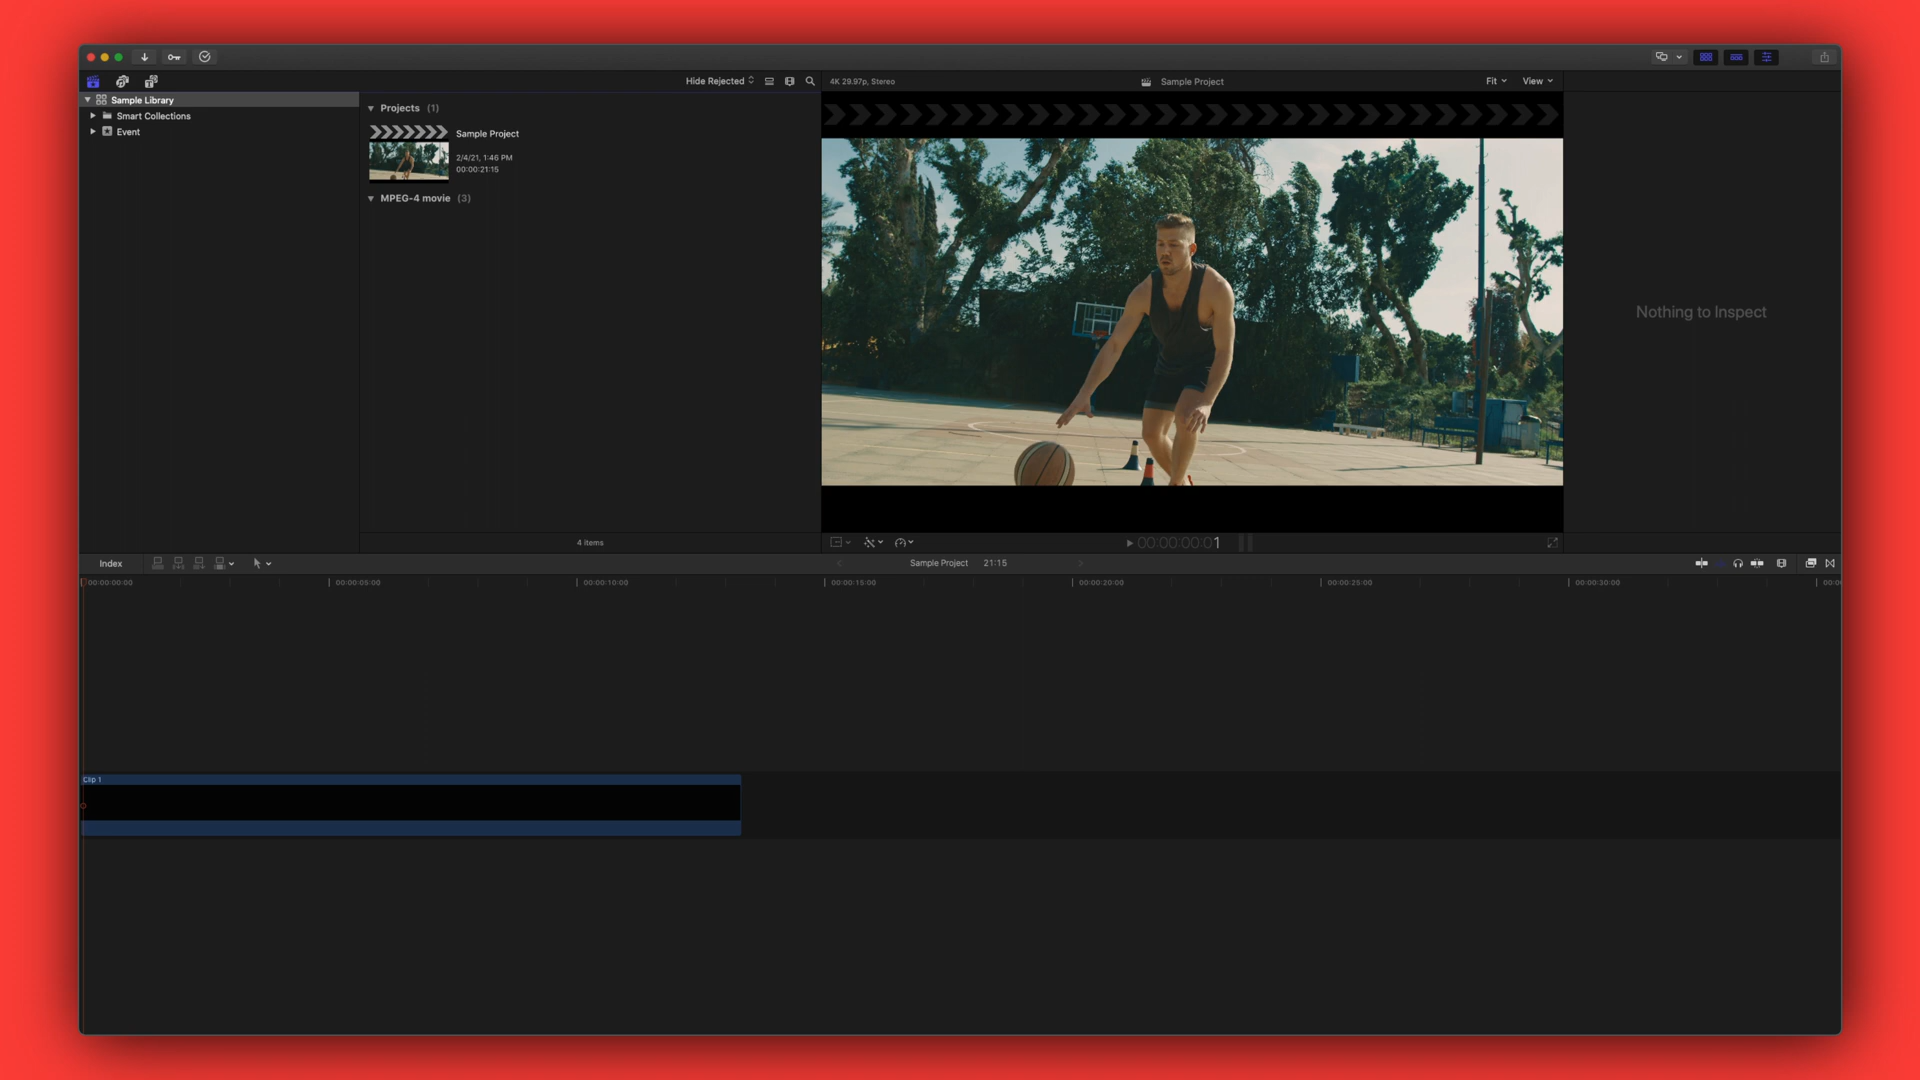 Hide Rejected
4K 29.97p, Stereo
Sample Project
Fit
View
Sample Library
Smart Collections
Event
Projects (1)
Sample Project
2/4/21, 1:46 PM
00:00:21:15
MPEG-4 movie (3)
Nothing to Inspect
4 items
00:00:00:01
Index
Sample Project 21:15
00:00:00:00
00:00:05:00
00:00:10:00
00:00:15:00
00:00:20:00
00:00:25:00
00:00:30:00
Clip 1